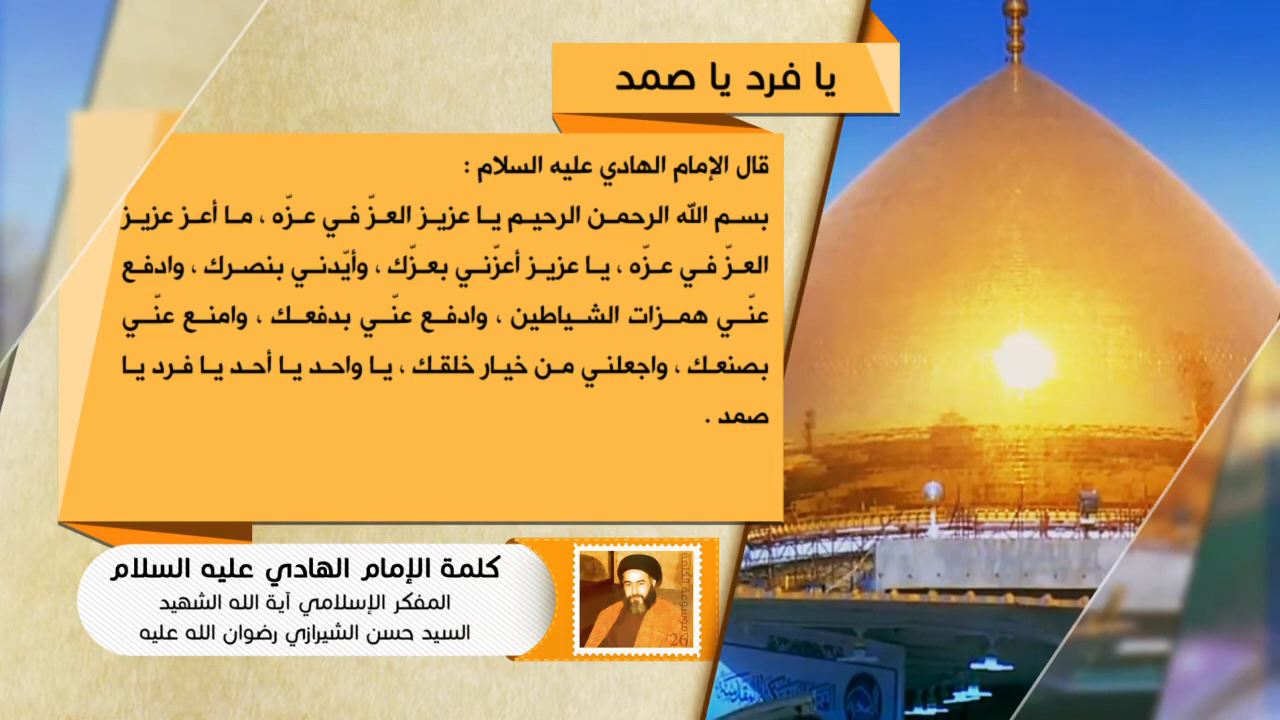 يا فرد يا صمد
قال الإمام الهادي عليه السلام :
بسم الله الرحمن الرحيم يا عزيز العزّ في عزّه ، ما أعز عزيز
العزّ في عزّه ، يا عزيز أعزّني بعزّك ، وأيّدني بنصرك ، وادفع
عنّي همزات الشياطين ، وادفع عنّي بدفعك ، وامنع عنّي
بصنعك ، واجعلني من خيار خلقك ، يا واحد يا أحد يا فرد يا
صمد .
كلمة الإمام الهادي عليه السلام
المفكر الإسلامي آية الله الشهيد
السيد حسن الشيرازي رضوان الله عليه
26